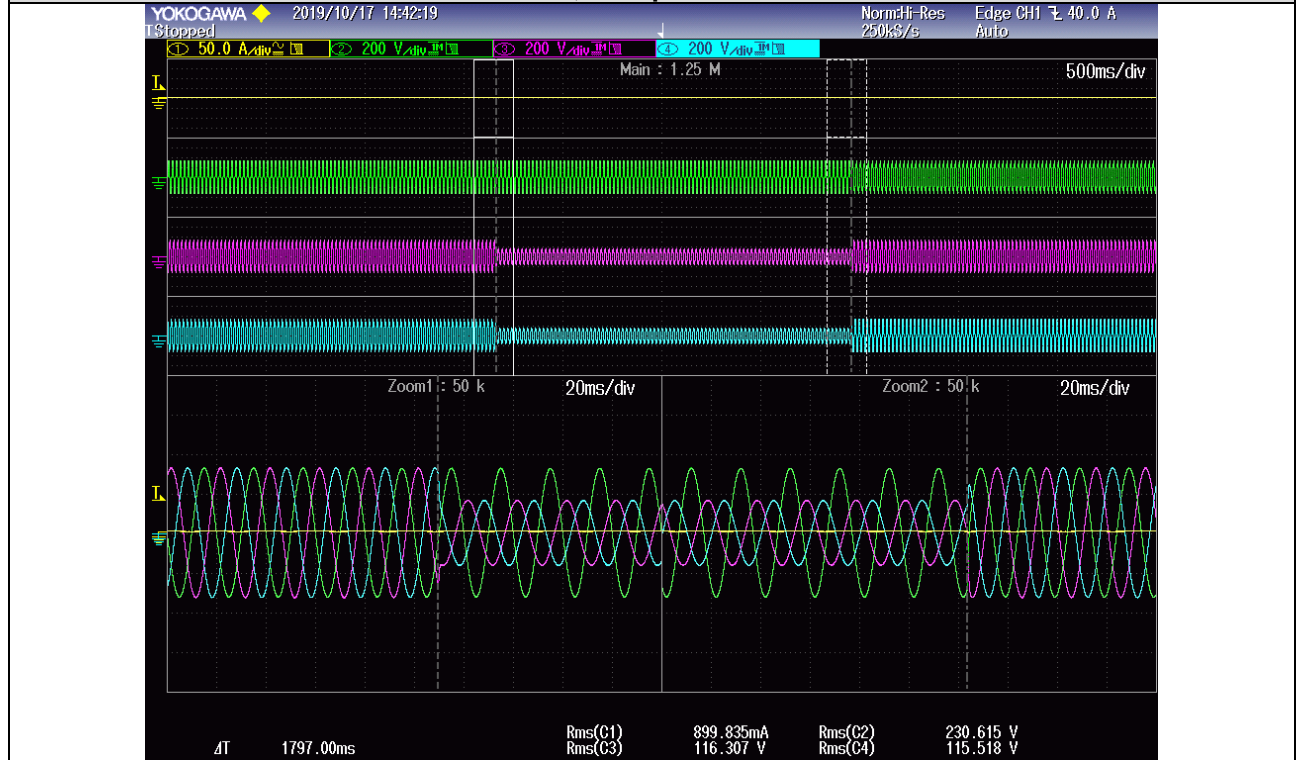 YOKOGAWA 2019/10/17 14:42:19 Norm:Hi-Res Edge CH1 40.0 A
Stopped 250kS/s Auto
1 50.0 A/div 2 200 V/div 3 200 V/div 4 200 V/div
Main : 1.25 M 500ms/div
Zoom1 : 50 k 20ms/div Zoom2 : 50 k 20ms/div
Rms(C1) 899.835mA Rms(C2) 230.615 V
ΔT 1797.00ms Rms(C3) 116.307 V Rms(C4) 115.518 V